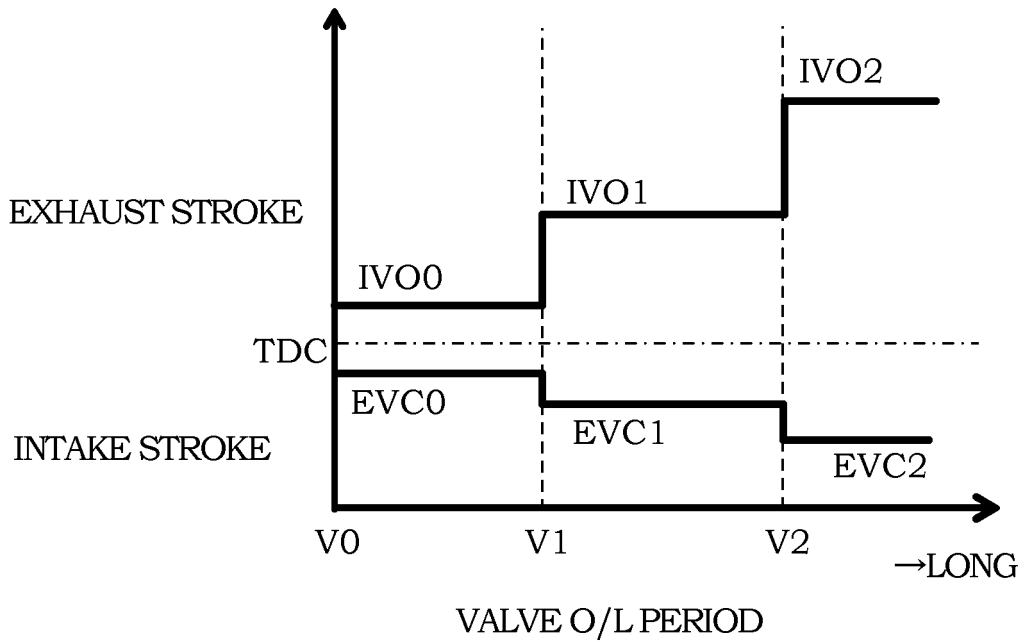 IVO2
IVO1
EXHAUST STROKE
IVO0
TDC
EVC0
EVC1
INTAKE STROKE
EVC2
V0 V1 V2
→LONG
VALVE O/L PERIOD